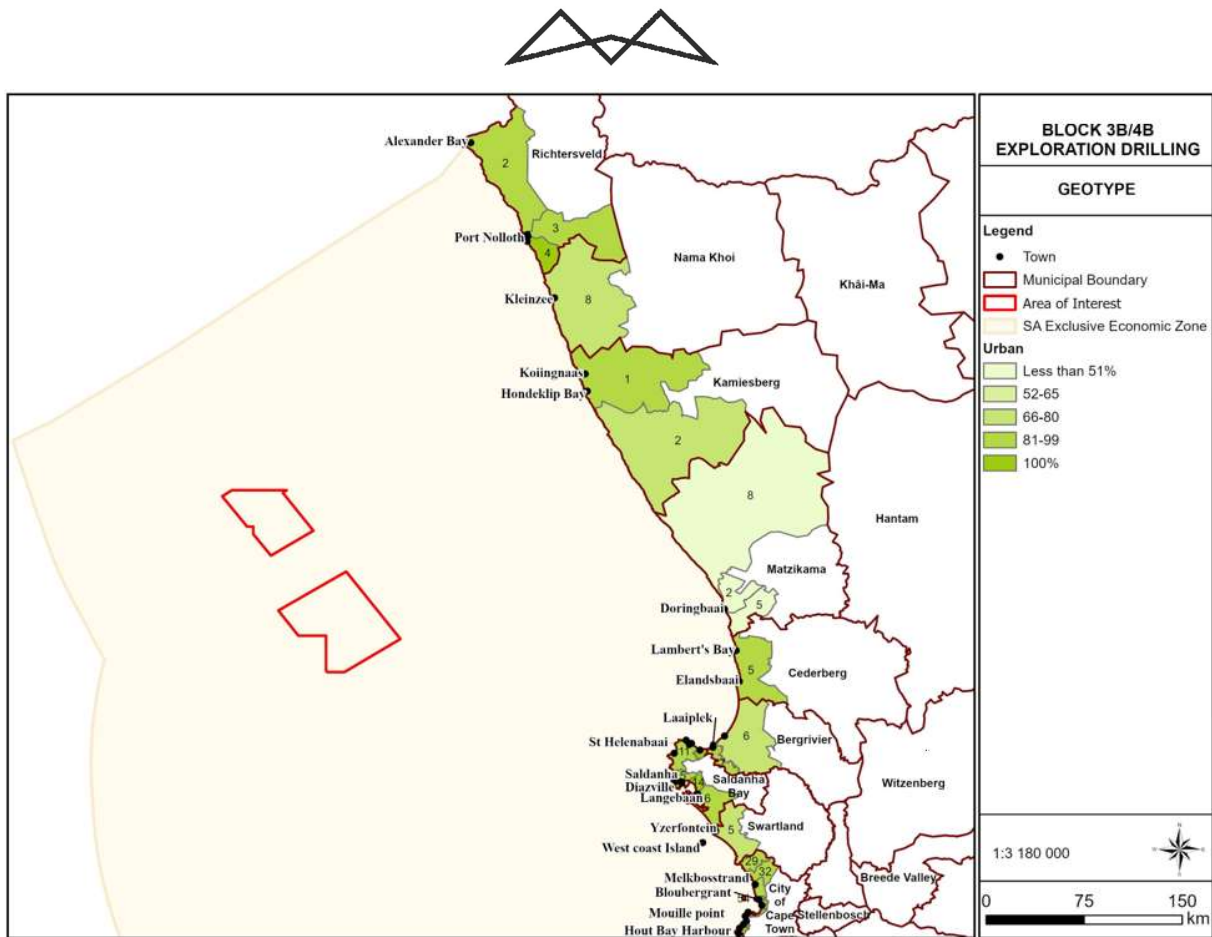 Alexander Bay
Richtersveld
2
3
Port Nolloth
4
Nama Khoi
Khâi-Ma
Kleinzee
8
Koiingnaas
1
Kamiesberg
Hondeklip Bay
2
8
Hantam
Matzikama
2
5
Doringbaai
Lambert's Bay
5
Cederberg
Elandsbaai
Laaiplek
6
Bergrivier
St Helenabaai
11
Witzenberg
Saldanha
14
Saldanha
Bay
Diazville
Langebaan
6
Swartland
Yzerfontein
5
West coast Island
29
32
Melkbosstrand
Breede Valley
Bloubergrant
City
of
Cape
Town
Mouille point
Stellenbosch
Hout Bay Harbour
BLOCK 3B/4B
EXPLORATION DRILLING
GEOTYPE
Legend
Town
Municipal Boundary
Area of Interest
SA Exclusive Economic Zone
Urban
Less than 51%
52-65
66-80
81-99
100%
1:3 180 000
0 75 150
km